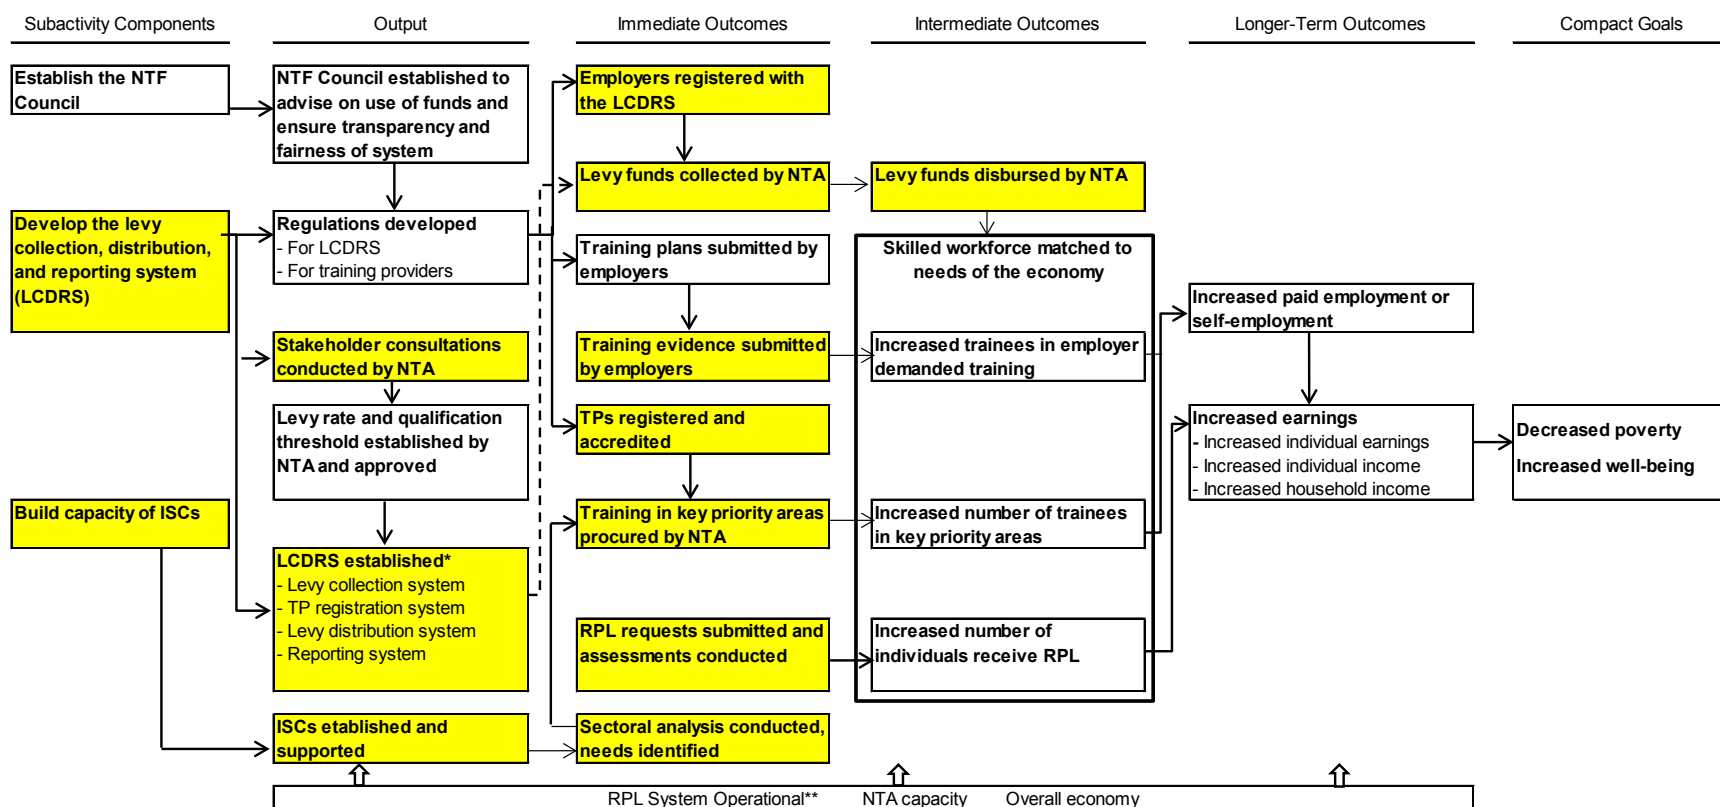 Subactivity Components
Output
Immediate Outcomes
Intermediate Outcomes
Longer-Term Outcomes
Compact Goals
Establish the NTF
Council
Develop the levy
collection, distribution,
and reporting system
(LCDRS)
Build capacity of ISCs
NTF Council established to
advise on use of funds and
ensure transparency and
fairness of system
Regulations developed
- For LCDRS
- For training providers
Stakeholder consultations
conducted by NTA
Levy rate and qualification
threshold established by
NTA and approved
LCDRS established*
- Levy collection system
- TP registration system
- Levy distribution system
- Reporting system
ISCs etablished and
supported
Employers registered with
the LCDRS
Levy funds collected by NTA
Training plans submitted by
employers
Training evidence submitted
by employers
TPs registered and
accredited
Training in key priority areas
procured by NTA
RPL requests submitted and
assessments conducted
Sectoral analysis conducted,
needs identified
Levy funds disbursed by NTA
Skilled workforce matched to
needs of the economy
Increased trainees in employer
demanded training
Increased number of trainees
in key priority areas
Increased number of
individuals receive RPL
Increased paid employment or
self-employment
Increased earnings
- Increased individual earnings
- Increased individual income
- Increased household income
Decreased poverty
Increased well-being
RPL System Operational** NTA capacity Overall economy